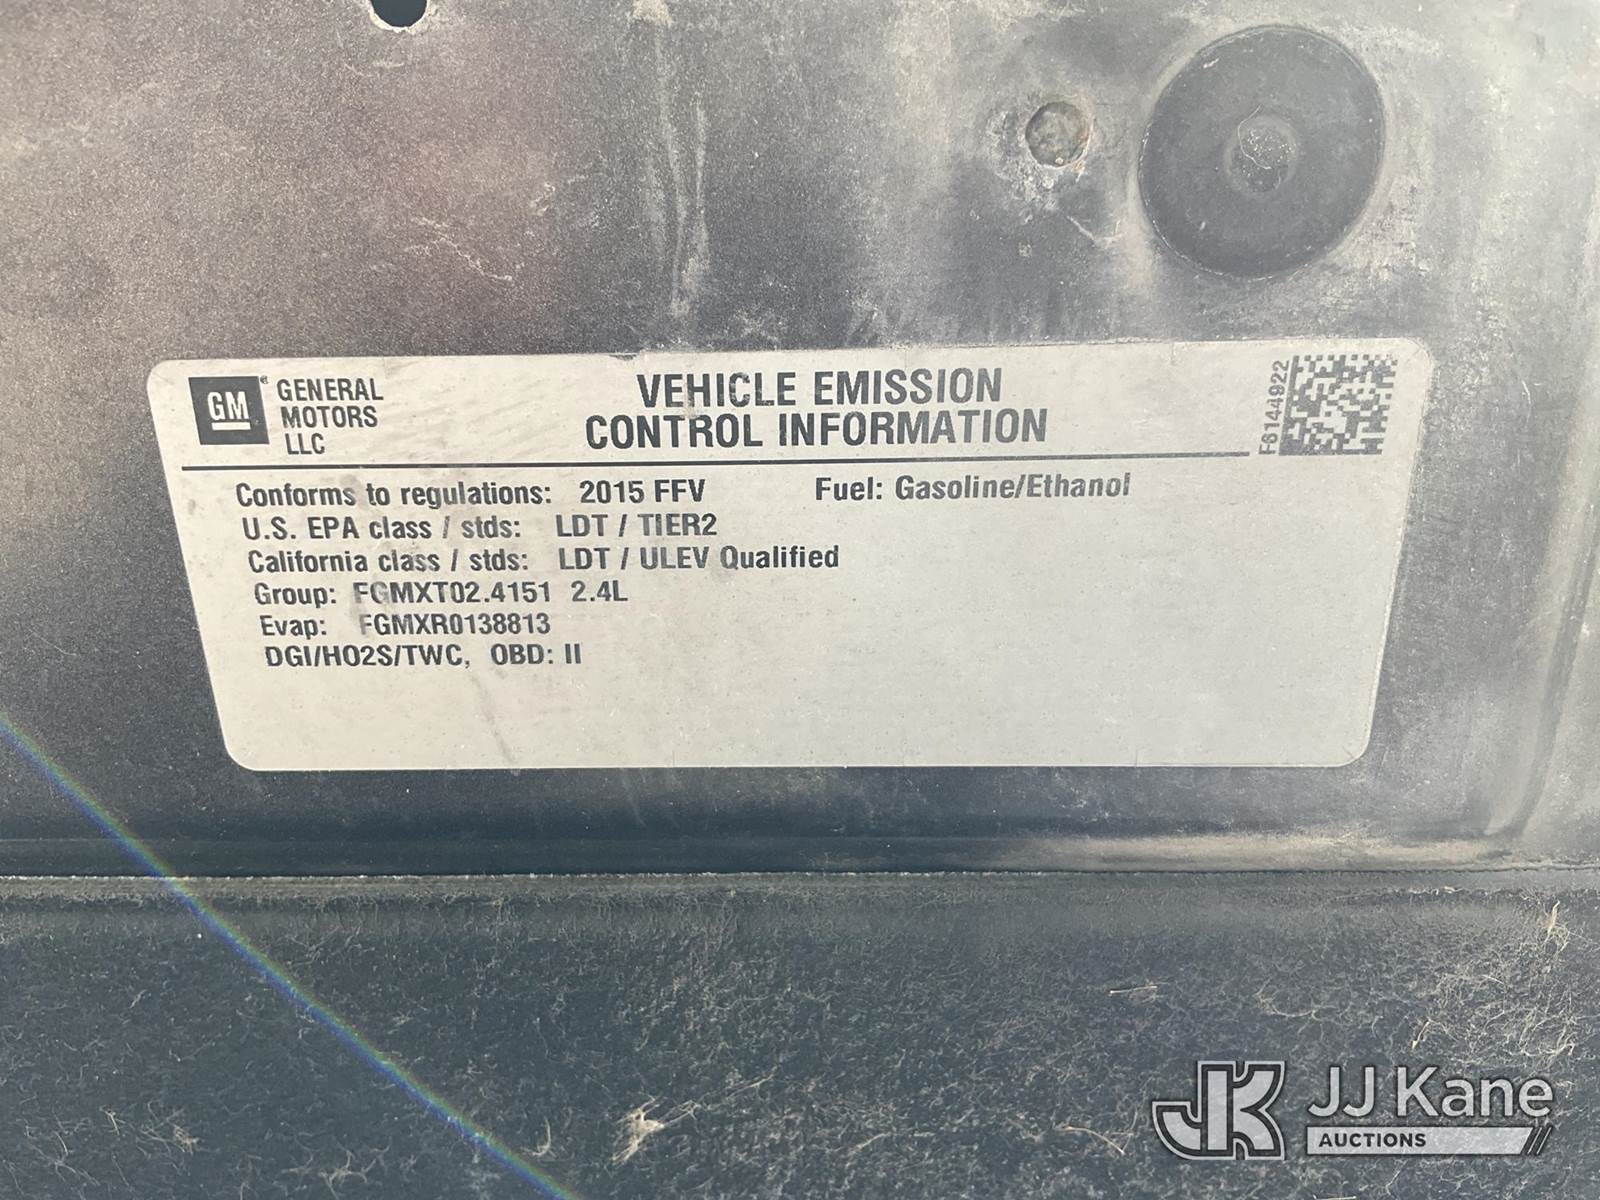 GM
GENERAL
MOTORS
LLC
VEHICLE EMISSION
CONTROL INFORMATION
F6144922
Conforms to regulations: 2015 FFV Fuel: Gasoline/Ethanol
U.S. EPA class / stds: LDT / TIER2
California class / stds: LDT / ULEV Qualified
Group: FGMXT02.4151 2.4L
Evap: FGMXR0138813
DGI/HO2S/TWC, OBD: II
JK
JJ Kane
AUCTIONS